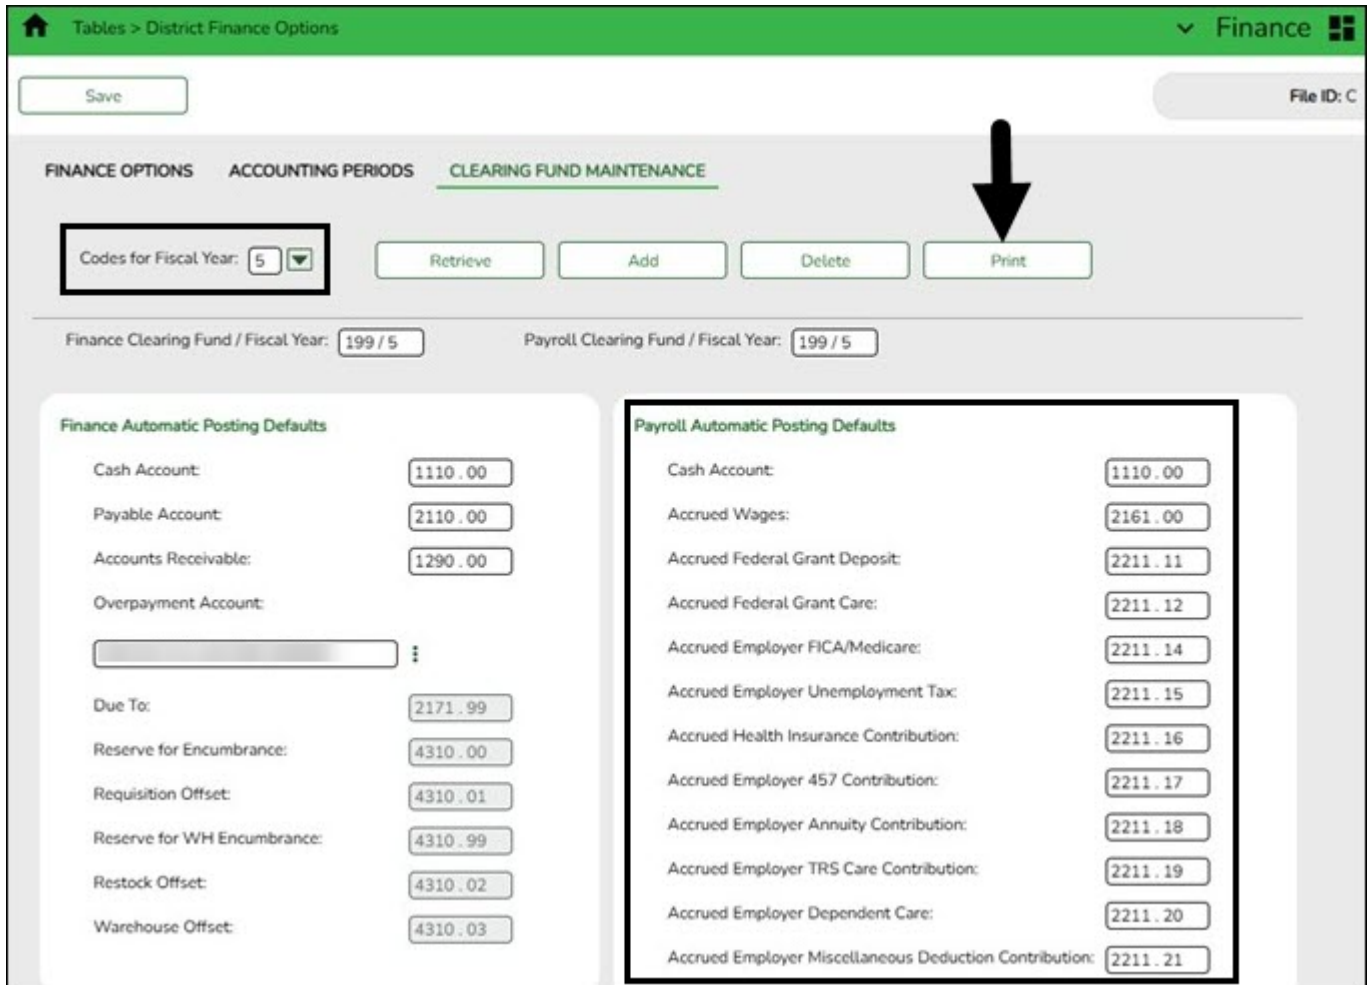 Tables > District Finance Options
Finance
Save
File ID: C
FINANCE OPTIONS ACCOUNTING PERIODS CLEARING FUND MAINTENANCE
Codes for Fiscal Year: 5 Retrieve Add Delete Print
Finance Clearing Fund / Fiscal Year: 199 / 5 Payroll Clearing Fund / Fiscal Year: 199 / 5
Finance Automatic Posting Defaults
Cash Account: 1110.00
Payable Account: 2110.00
Accounts Receivable: 1290.00
Overpayment Account:
Due To: 2171.99
Reserve for Encumbrance: 4310.00
Requisition Offset: 4310.01
Reserve for WH Encumbrance: 4310.99
Restock Offset: 4310.02
Warehouse Offset: 4310.03
Payroll Automatic Posting Defaults
Cash Account: 1110.00
Accrued Wages: 2161.00
Accrued Federal Grant Deposit: 2211.11
Accrued Federal Grant Care: 2211.12
Accrued Employer FICA/Medicare: 2211.14
Accrued Employer Unemployment Tax: 2211.15
Accrued Health Insurance Contribution: 2211.16
Accrued Employer 457 Contribution: 2211.17
Accrued Employer Annuity Contribution: 2211.18
Accrued Employer TRS Care Contribution: 2211.19
Accrued Employer Dependent Care: 2211.20
Accrued Employer Miscellaneous Deduction Contribution: 2211.21